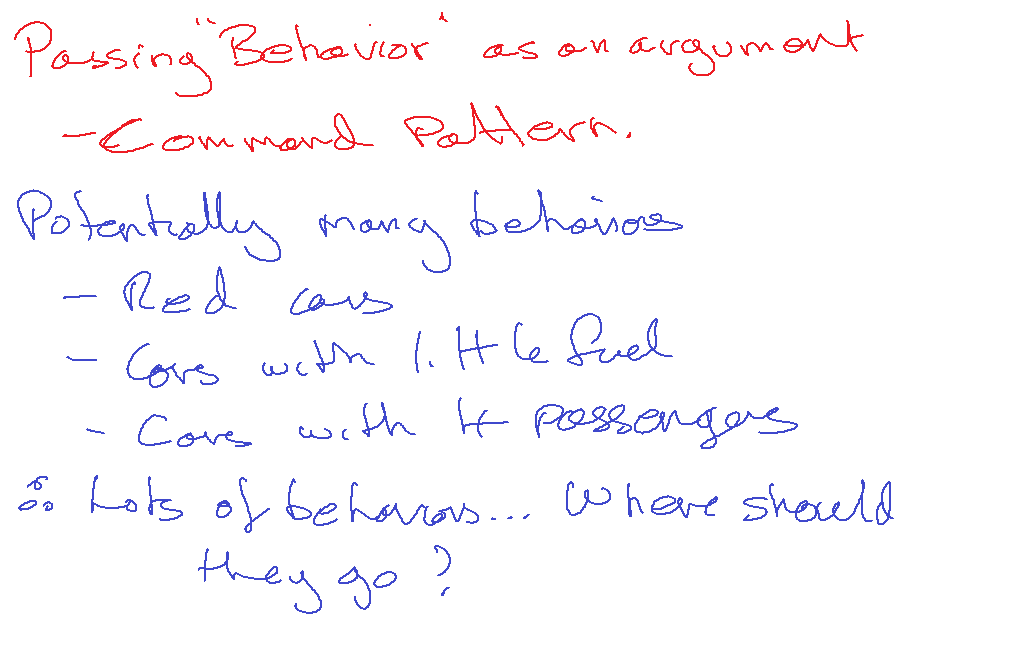 Passing "Behavior" as an argument
- Command Pattern.
Potentially many behaviors
- Red cars
- Cars with little fuel
- Cars with 4 passengers
∴ Lots of behaviors... Where should
they go?